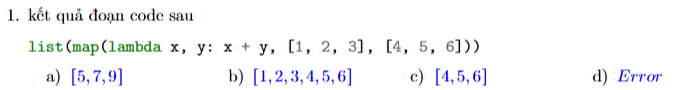 1. kết quả đoạn code sau
list(map(lambda x, y: x + y, [1, 2, 3], [4, 5, 6]))
a) [5, 7, 9] b) [1, 2, 3, 4, 5, 6] c) [4, 5, 6] d) Error